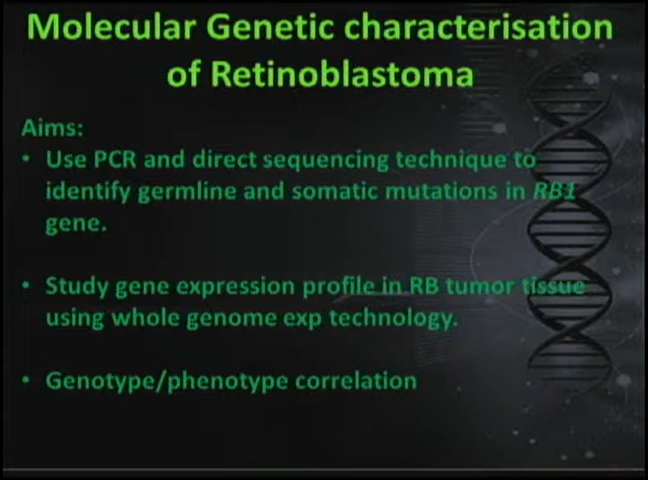 Molecular Genetic characterisation
of Retinoblastoma
Aims:
• Use PCR and direct sequencing technique to
identify germline and somatic mutations in RB1
gene.
• Study gene expression profile in RB tumor tissue
using whole genome exp technology.
• Genotype/phenotype correlation